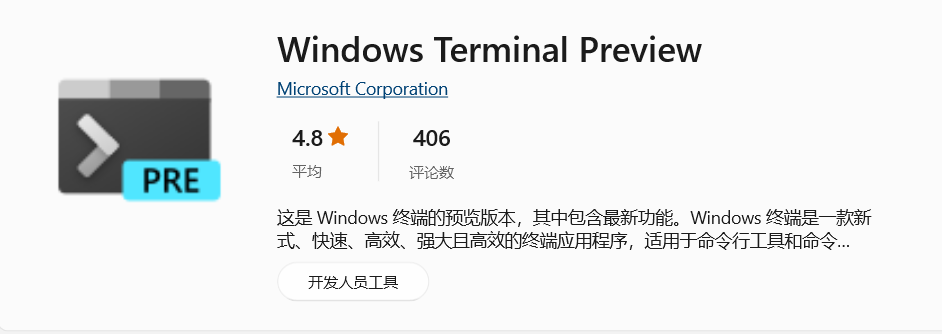 Windows Terminal Preview
Microsoft Corporation
4.8
406
平均
评论数
PRE
这是 Windows 终端的预览版本，其中包含最新功能。Windows 终端是一款新
式、快速、高效、强大且高效的终端应用程序，适用于命令行工具和命令...
开发人员工具